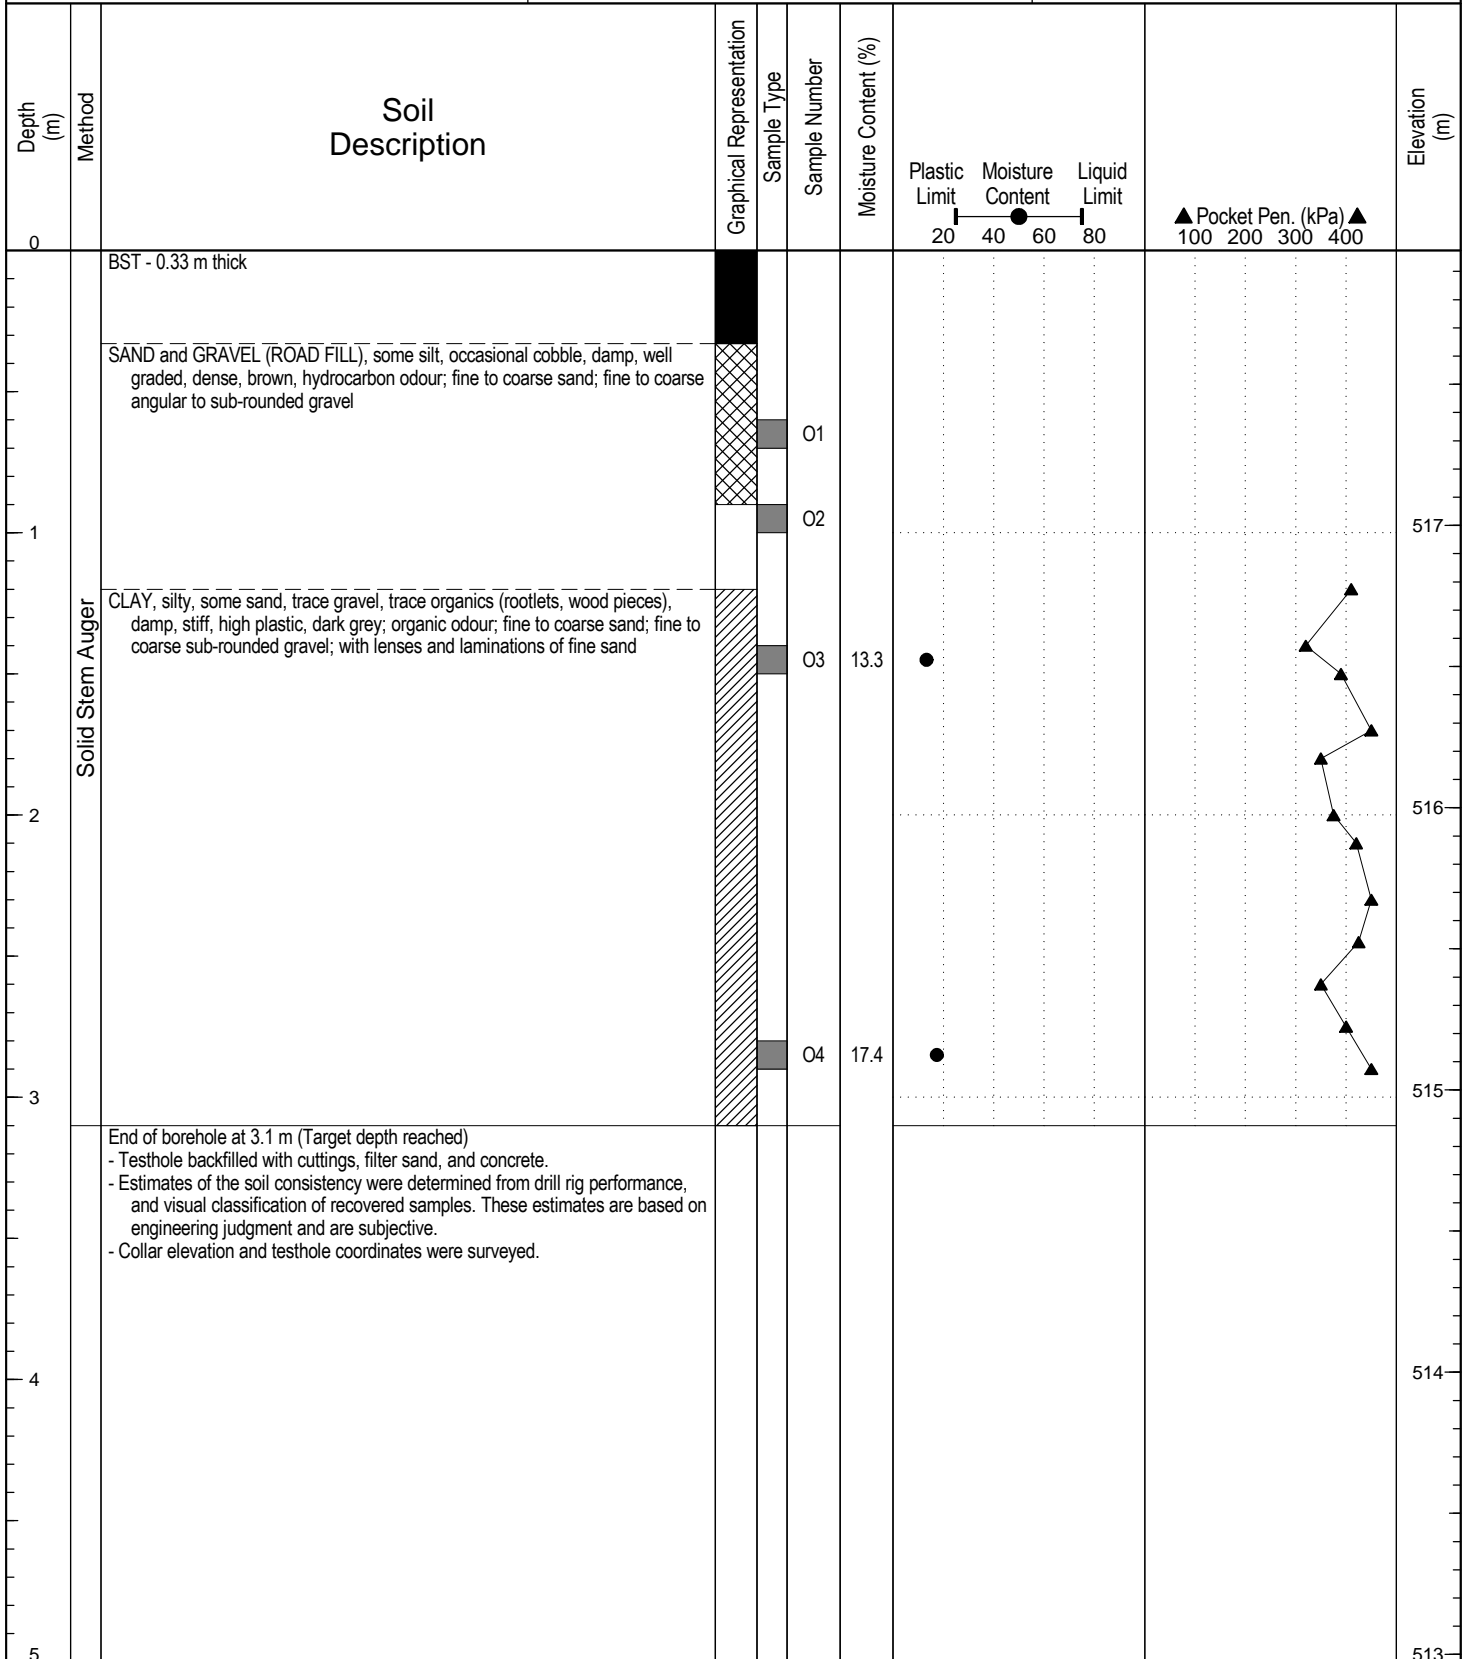 Depth
(m)
Method
Soil
Description
Graphical Representation
Sample Type
Sample Number
Moisture Content (%)
Plastic Limit
Moisture Content
Liquid Limit
20 40 60 80
▲ Pocket Pen. (kPa) ▲
100 200 300 400
Elevation
(m)
0
BST - 0.33 m thick
SAND and GRAVEL (ROAD FILL), some silt, occasional cobble, damp, well
graded, dense, brown, hydrocarbon odour; fine to coarse sand; fine to coarse
angular to sub-rounded gravel
O1
O2
1
517
Solid Stem Auger
CLAY, silty, some sand, trace gravel, trace organics (rootlets, wood pieces),
damp, stiff, high plastic, dark grey; organic odour; fine to coarse sand; fine to
coarse sub-rounded gravel; with lenses and laminations of fine sand
O3 13.3
2
516
O4 17.4
3
515
End of borehole at 3.1 m (Target depth reached)
- Testhole backfilled with cuttings, filter sand, and concrete.
- Estimates of the soil consistency were determined from drill rig performance,
and visual classification of recovered samples. These estimates are based on
engineering judgment and are subjective.
- Collar elevation and testhole coordinates were surveyed.
4
514
5
513